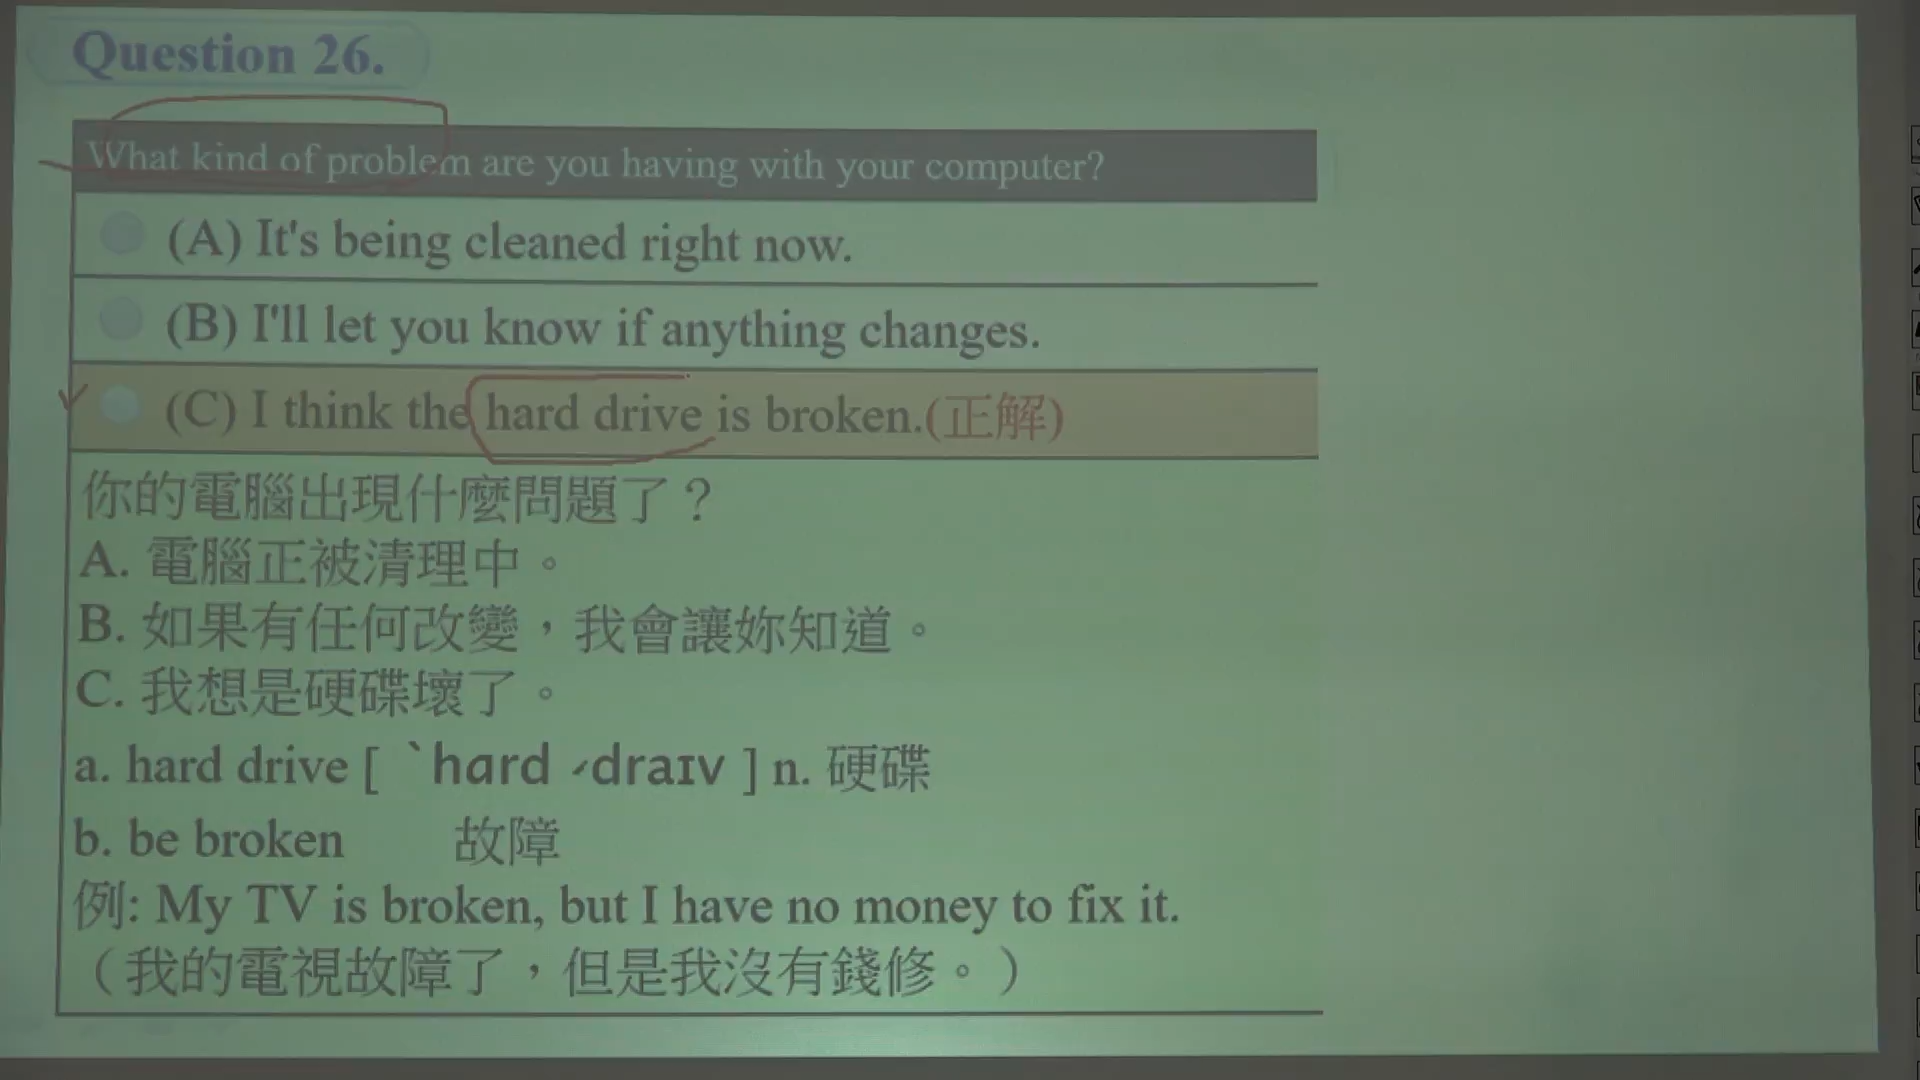 Question 26.
What kind of problem are you having with your computer?
(A) It's being cleaned right now.
(B) I'll let you know if anything changes.
(C) I think the hard drive is broken.(正解)
你的電腦出現什麼問題了？
A. 電腦正被清理中。
B. 如果有任何改變，我會讓妳知道。
C. 我想是硬碟壞了。
a. hard drive [ ˋhɑrd ˏdraɪv ] n. 硬碟
b. be broken 故障
例: My TV is broken, but I have no money to fix it.
（我的電視故障了，但是我沒有錢修。）